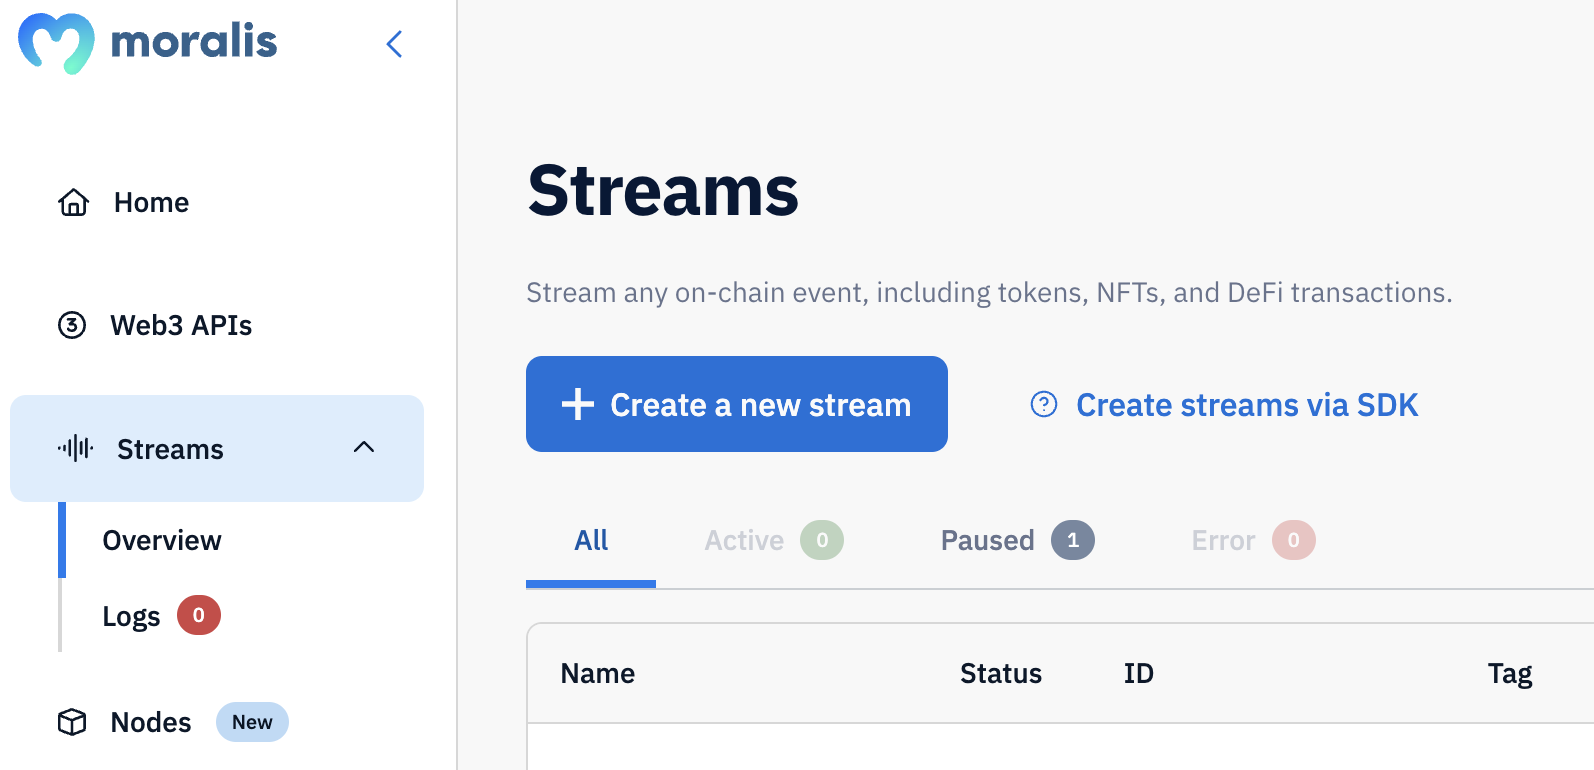 moralis
Home
Web3 APIs
Streams
Overview
Logs 0
Nodes New
Streams
Stream any on-chain event, including tokens, NFTs, and DeFi transactions.
Create a new stream
Create streams via SDK
All Active 0 Paused 1 Error 0
Name Status ID Tag